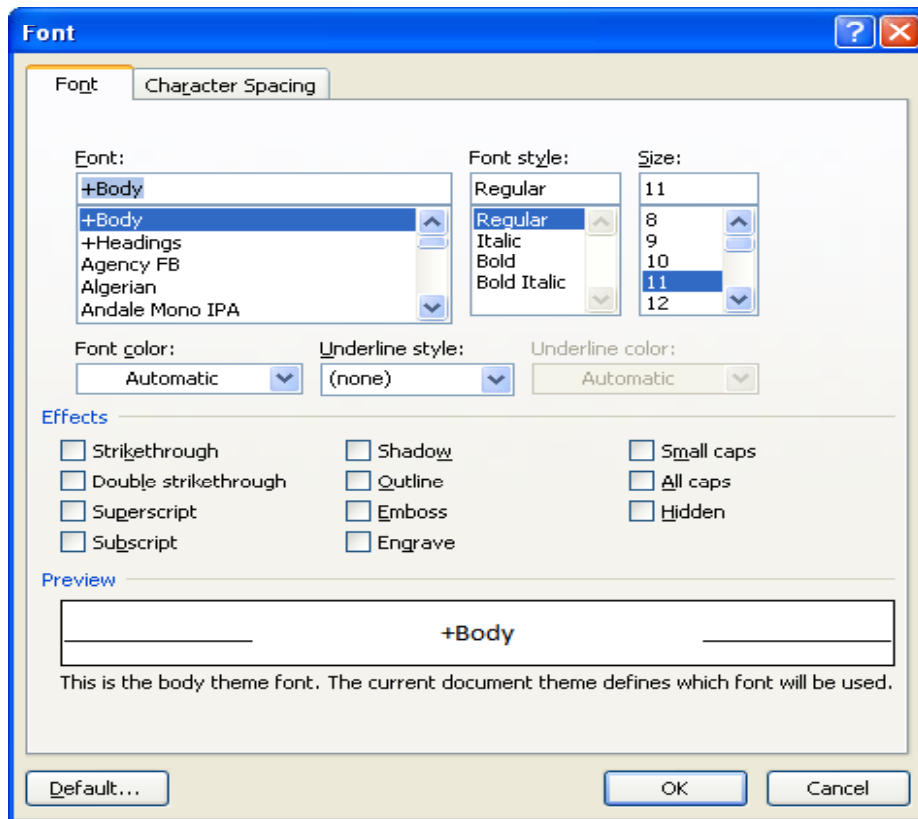 Font
Font Character Spacing
Font: Font style: Size:
+Body Regular 11
+Body Regular 8
+Headings Italic 9
Agency FB Bold 10
Algerian Bold Italic 11
Andale Mono IPA 12
Font color: Underline style: Underline color:
Automatic (none) Automatic
Effects
Strikethrough Shadow Small caps
Double strikethrough Outline All caps
Superscript Emboss Hidden
Subscript Engrave
Preview
+Body
This is the body theme font. The current document theme defines which font will be used.
Default... OK Cancel